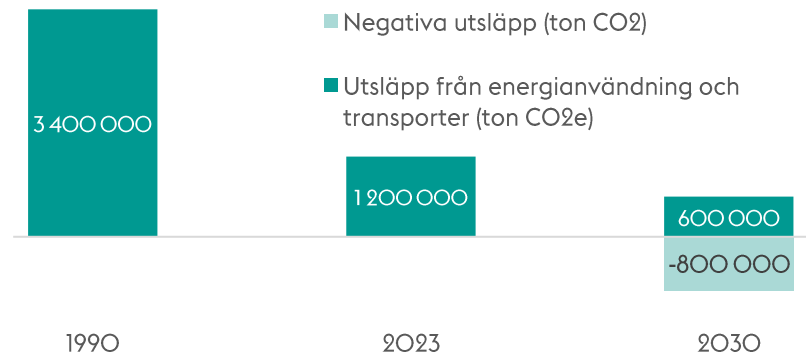 Negativa utsläpp (ton CO2)
Utsläpp från energianvändning och
transporter (ton CO2e)
3 400 000
1 200 000
600 000
-800 000
1990
2023
2030